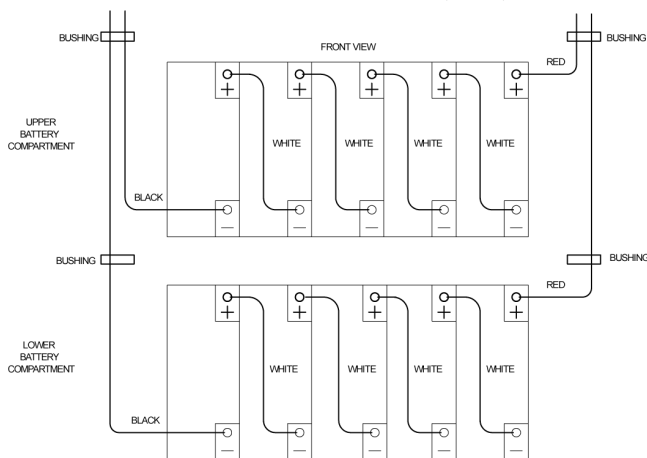 BUSHING
BUSHING
FRONT VIEW
RED
+ + + + +
UPPER
BATTERY
COMPARTMENT
WHITE WHITE WHITE WHITE
BLACK
— — — — —
BUSHING
BUSHING
RED
+ + + + +
LOWER
BATTERY
COMPARTMENT
WHITE WHITE WHITE WHITE
BLACK
— — — — —